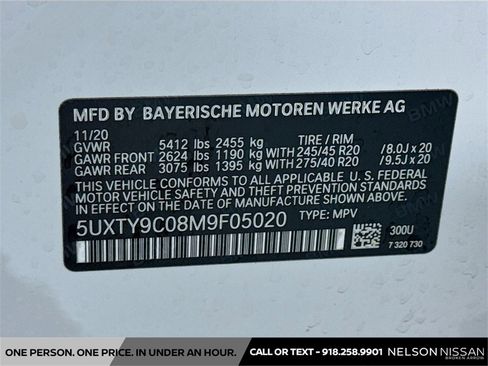 MFD BY BAYERISCHE MOTOREN WERKE AG
11/20
GVWR 5412 lbs 2455 kg TIRE / RIM
GAWR FRONT 2624 lbs 1190 kg 245/45 R20 /8.0J x 20
GAWR REAR 3075 lbs 1395 kg 275/40 R20 /9.5J x 20
THIS VEHICLE CONFORMS TO ALL APPLICABLE U.S. FEDERAL
MOTOR VEHICLE SAFETY, BUMPER, AND THEFT PREVENTION
STANDARDS IN EFFECT ON THE DATE OF MANUFACTURE SHOWN ABOVE.
5UXTY9C08M9F05020 TYPE: MPV
300U
7 320 730
ONE PERSON. ONE PRICE. IN UNDER AN HOUR. CALL OR TEXT - 918.258.9901 NELSON NISSAN
BROKEN ARROW